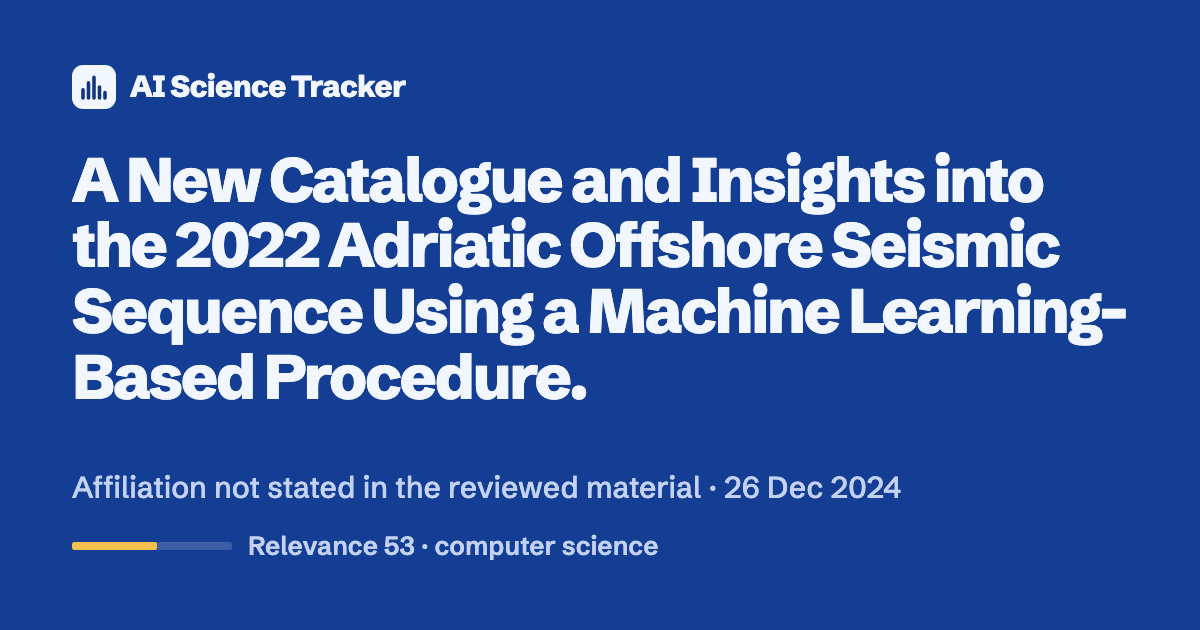 AI Science Tracker
A New Catalogue and Insights into
the 2022 Adriatic Offshore Seismic
Sequence Using a Machine Learning-
Based Procedure.
Affiliation not stated in the reviewed material · 26 Dec 2024
Relevance 53 · computer science